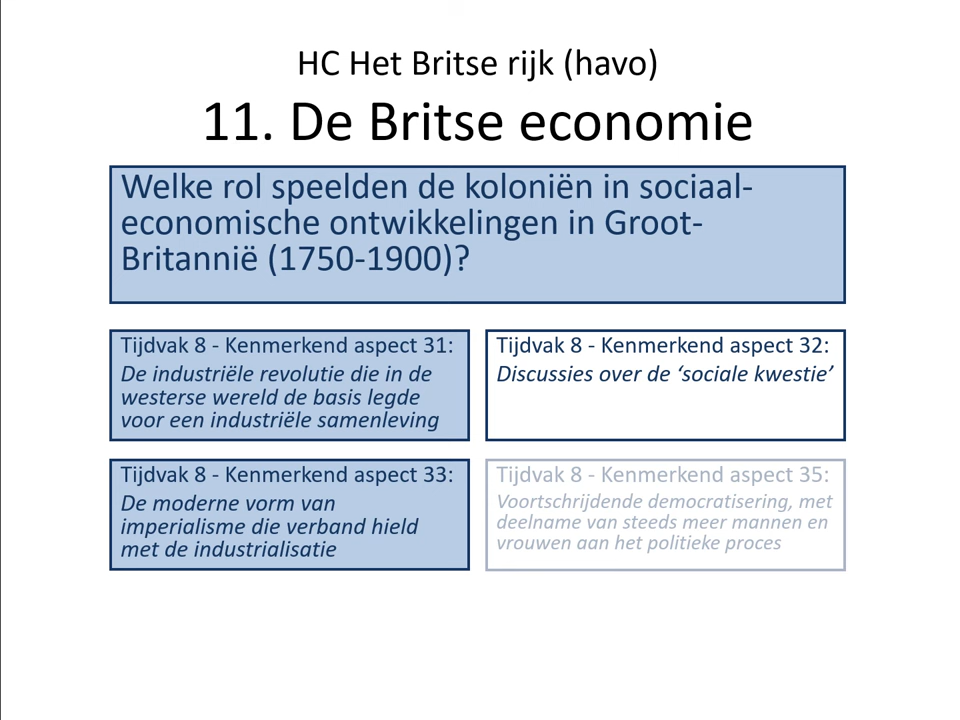 HC Het Britse rijk (havo)
11. De Britse economie
Welke rol speelden de koloniën in sociaal-
economische ontwikkelingen in Groot-
Britannië (1750-1900)?
Tijdvak 8 - Kenmerkend aspect 31:
De industriële revolutie die in de
westerse wereld de basis legde
voor een industriële samenleving
Tijdvak 8 - Kenmerkend aspect 32:
Discussies over de ‘sociale kwestie’
Tijdvak 8 - Kenmerkend aspect 33:
De moderne vorm van
imperialisme die verband hield
met de industrialisatie
Tijdvak 8 - Kenmerkend aspect 35:
Voortschrijdende democratisering, met
deelname van steeds meer mannen en
vrouwen aan het politieke proces